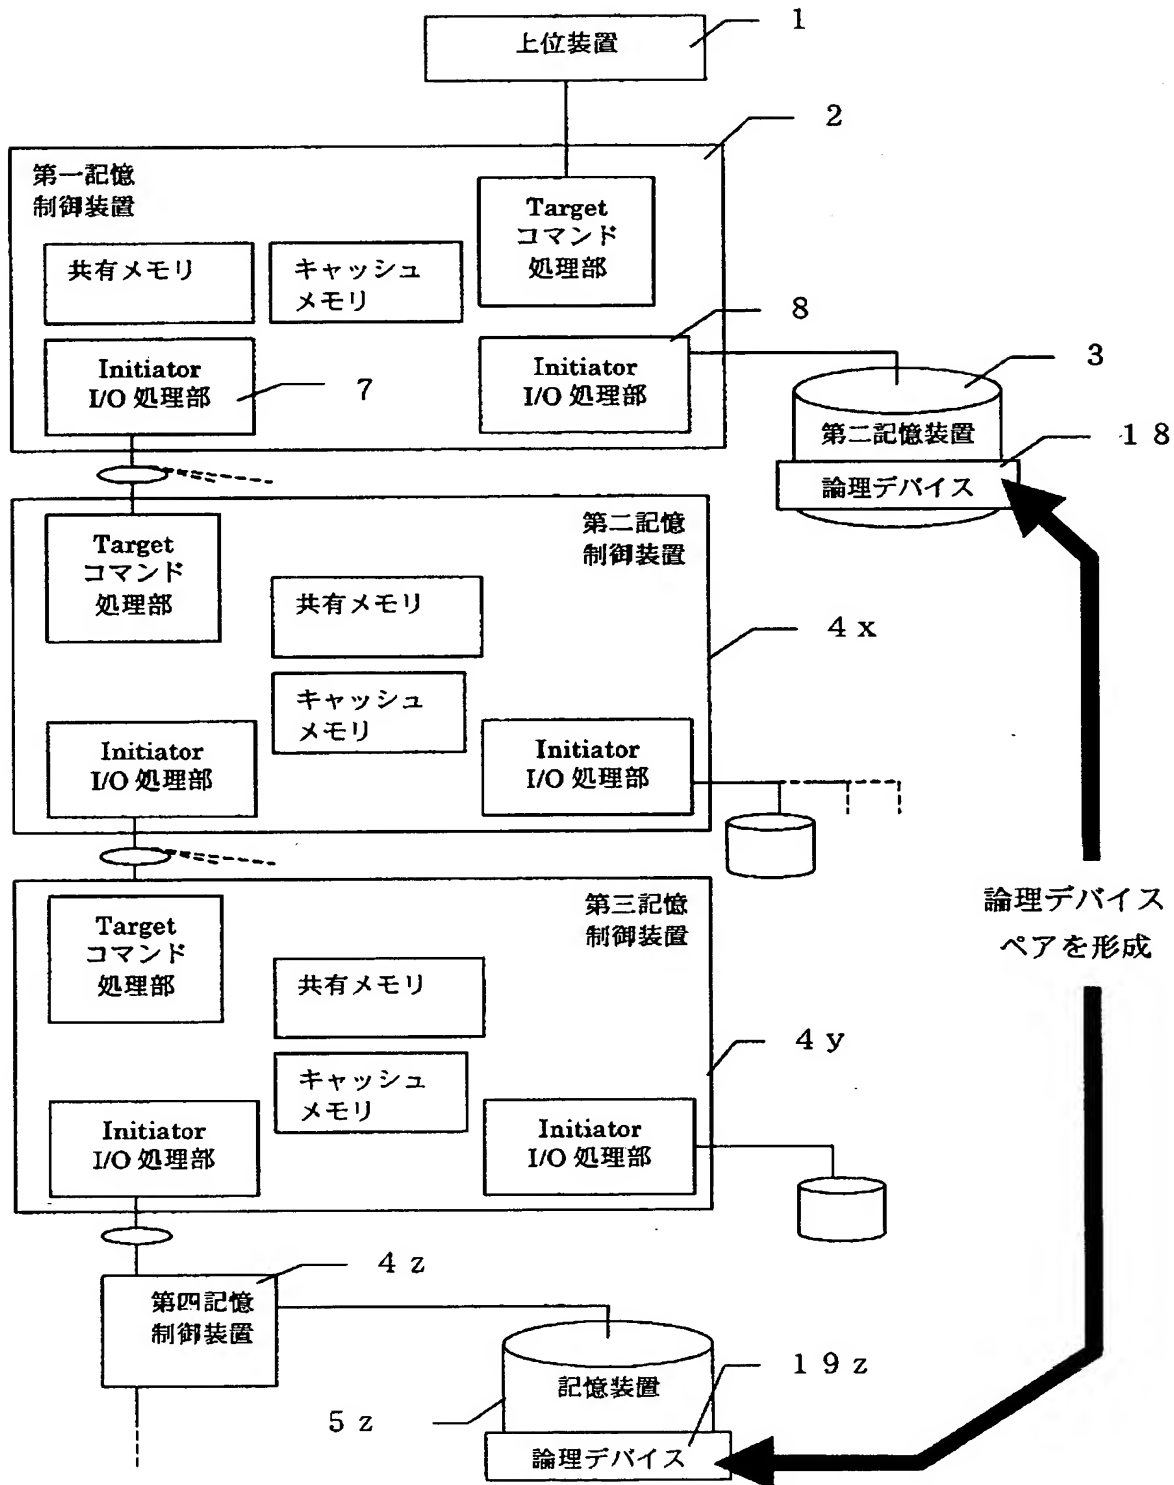 上位装置
1
2
第一記憶
制御装置
Target
コマンド
処理部
共有メモリ
キャッシュ
メモリ
Initiator
I/O 処理部
7
Initiator
I/O 処理部
8
3
第二記憶装置
論理デバイス
18
第二記憶
制御装置
Target
コマンド
処理部
共有メモリ
4x
キャッシュ
メモリ
Initiator
I/O 処理部
Initiator
I/O 処理部
第三記憶
制御装置
Target
コマンド
処理部
共有メモリ
4y
キャッシュ
メモリ
Initiator
I/O 処理部
Initiator
I/O 処理部
論理デバイス
ペアを形成
4z
第四記憶
制御装置
記憶装置
19z
5z
論理デバイス